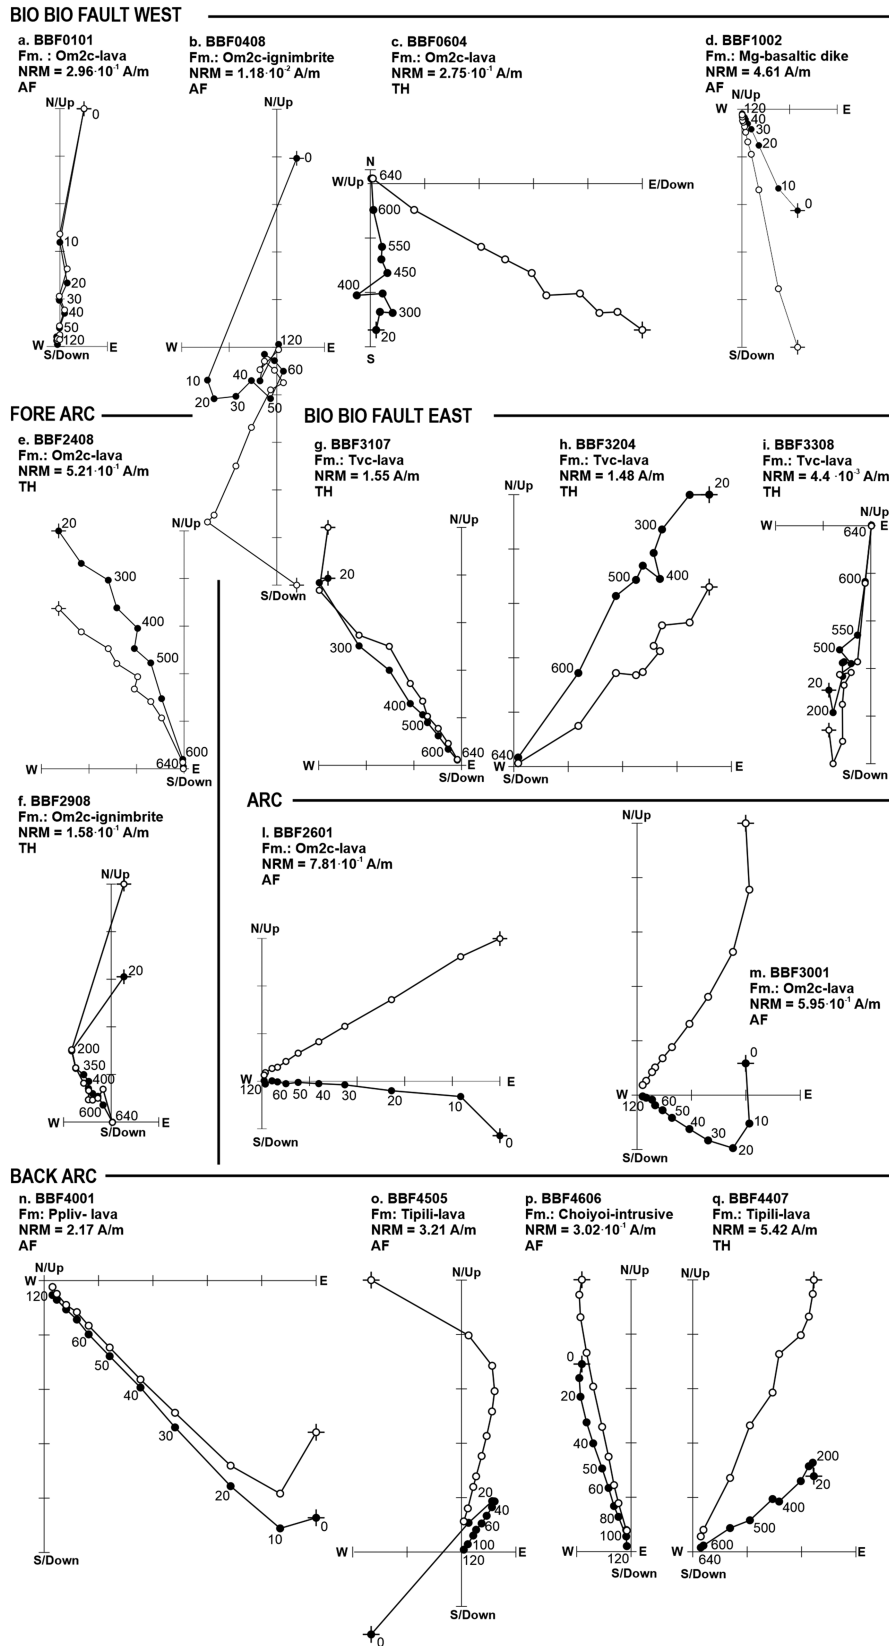 BIO BIO FAULT WEST
a. BBF0101
Fm. : Om2c-lava
NRM = 2.96·10⁻¹ A/m
AF
N/Up
0
10
20
30
40
50
120
W
E
S/Down
b. BBF0408
Fm.: Om2c-ignimbrite
NRM = 1.18·10⁻² A/m
AF
N/Up
0
120
10
20
30
40
50
60
W
E
S/Down
c. BBF0604
Fm.: Om2c-lava
NRM = 2.75·10⁻¹ A/m
TH
N
W/Up
640
E/Down
600
550
450
400
300
20
S
d. BBF1002
Fm.: Mg-basaltic dike
NRM = 4.61 A/m
AF
N/Up
W
120
E
40
30
20
10
0
S/Down
FORE ARC
e. BBF2408
Fm.: Om2c-lava
NRM = 5.21·10⁻¹ A/m
TH
N/Up
20
300
400
500
600
640
W
E
S/Down
f. BBF2908
Fm.: Om2c-ignimbrite
NRM = 1.58·10⁻¹ A/m
TH
N/Up
20
200
350
400
600
640
W
E
S/Down
BIO BIO FAULT EAST
g. BBF3107
Fm.: Tvc-lava
NRM = 1.55 A/m
TH
N/Up
20
300
400
500
600
640
W
E
S/Down
h. BBF3204
Fm.: Tvc-lava
NRM = 1.48 A/m
TH
N/Up
20
300
500
400
600
640
W
E
S/Down
i. BBF3308
Fm.: Tvc-lava
NRM = 4.4 ·10⁻³ A/m
TH
N/Up
W
E
640
600
550
500
20
200
S/Down
ARC
l. BBF2601
Fm.: Om2c-lava
NRM = 7.81·10⁻¹ A/m
AF
N/Up
W
E
120
60
50
40
30
20
10
0
S/Down
m. BBF3001
Fm.: Om2c-lava
NRM = 5.95·10⁻¹ A/m
AF
N/Up
0
W
E
120
60
50
40
30
20
10
S/Down
BACK ARC
n. BBF4001
Fm: Ppliv- lava
NRM = 2.17 A/m
AF
N/Up
W
E
120
60
50
40
30
20
10
0
S/Down
o. BBF4505
Fm: Tipili-lava
NRM = 3.21 A/m
AF
N/Up
20
40
60
100
120
W
E
S/Down
0
p. BBF4606
Fm.: Choiyoi-intrusive
NRM = 3.02·10⁻¹ A/m
AF
N/Up
0
20
40
50
60
80
100
120
W
E
S/Down
q. BBF4407
Fm.: Tipili-lava
NRM = 5.42 A/m
TH
N/Up
200
20
400
500
600
640
W
E
S/Down